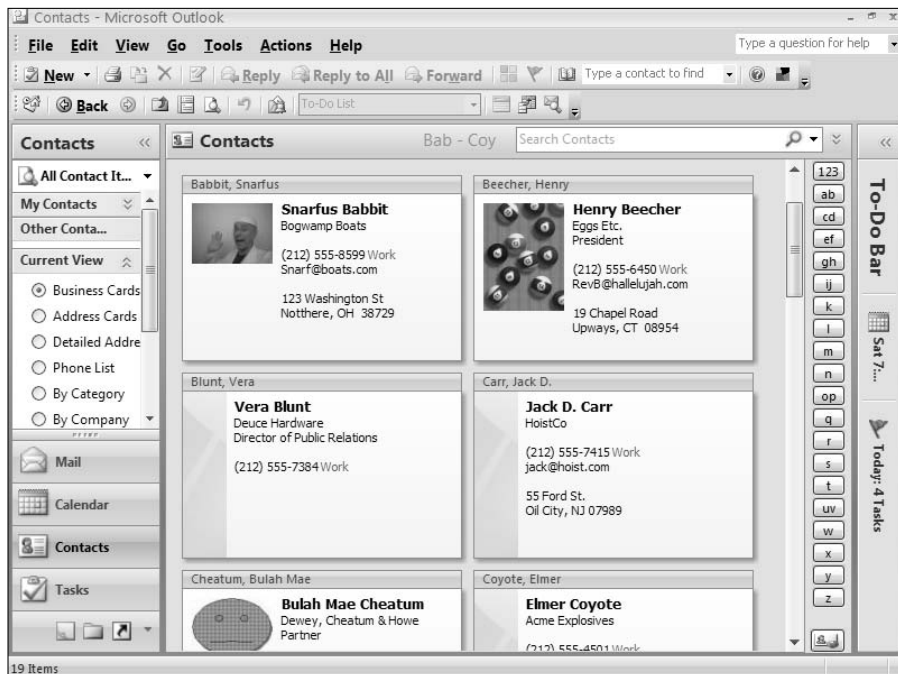 Contacts - Microsoft Outlook
File Edit View Go Tools Actions Help
Type a question for help
New Reply Reply to All Forward Type a contact to find
Back To-Do List
Contacts
Contacts Bab - Coy Search Contacts
All Contact It...
My Contacts
Other Conta...
Current View
Business Cards
Address Cards
Detailed Addre
Phone List
By Category
By Company
Mail
Calendar
Contacts
Tasks
19 Items
Babbit, Snarfus
Snarfus Babbit
Bogwamp Boats
(212) 555-8599 Work
Snarf@boats.com
123 Washington St
Notthere, OH 38729
Beecher, Henry
Henry Beecher
Eggs Etc.
President
(212) 555-6450 Work
RevB@hallelujah.com
19 Chapel Road
Upways, CT 08954
Blunt, Vera
Vera Blunt
Deuce Hardware
Director of Public Relations
(212) 555-7384 Work
Carr, Jack D.
Jack D. Carr
HoistCo
(212) 555-7415 Work
jack@hoist.com
55 Ford St.
Oil City, NJ 07989
Cheatum, Bulah Mae
Bulah Mae Cheatum
Dewey, Cheatum & Howe
Partner
Coyote, Elmer
Elmer Coyote
Acme Explosives
(212) 555-4501 Work
123
ab
cd
ef
gh
ij
k
l
m
n
op
q
r
s
t
uv
w
x
y
z
To-Do Bar
Sat 7:...
Today: 4 Tasks